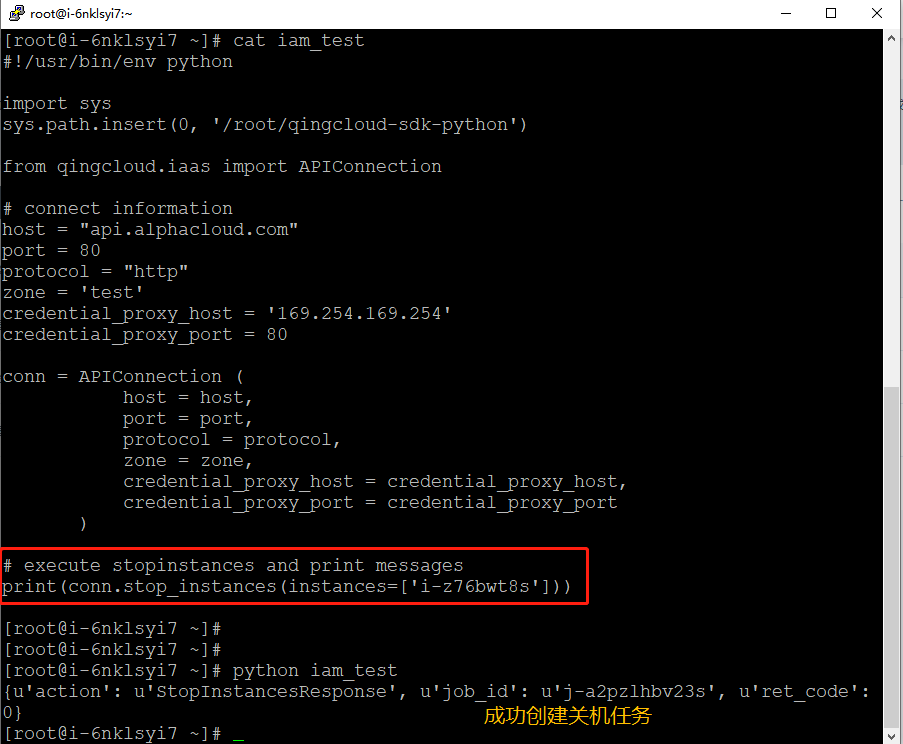 root@i-6nklsyi7:~
[root@i-6nklsyi7 ~]# cat iam_test
#!/usr/bin/env python
import sys
sys.path.insert(0, '/root/qingcloud-sdk-python')
from qingcloud.iaas import APIConnection
# connect information
host = "api.alphacloud.com"
port = 80
protocol = "http"
zone = 'test'
credential_proxy_host = '169.254.169.254'
credential_proxy_port = 80
conn = APIConnection (
host = host,
port = port,
protocol = protocol,
zone = zone,
credential_proxy_host = credential_proxy_host,
credential_proxy_port = credential_proxy_port
)
# execute stopinstances and print messages
print(conn.stop_instances(instances=['i-z76bwt8s']))
[root@i-6nklsyi7 ~]#
[root@i-6nklsyi7 ~]#
[root@i-6nklsyi7 ~]# python iam_test
{u'action': u'StopInstancesResponse', u'job_id': u'j-a2pzlhbv23s', u'ret_code':
0}
成功创建关机任务
[root@i-6nklsyi7 ~]# _